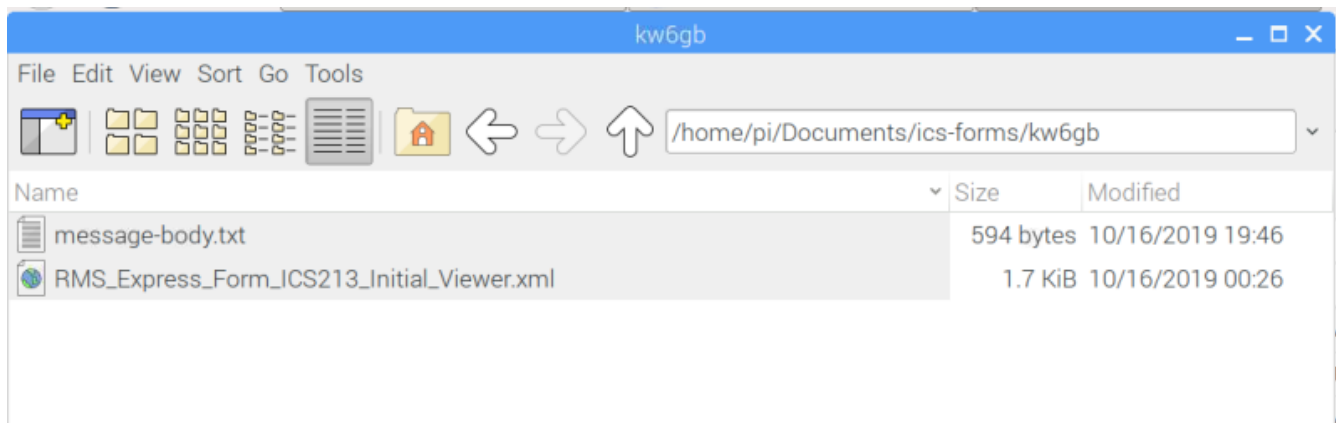 kw6gb
File Edit View Sort Go Tools
/home/pi/Documents/ics-forms/kw6gb
Name Size Modified
message-body.txt 594 bytes 10/16/2019 19:46
RMS_Express_Form_ICS213_Initial_Viewer.xml 1.7 KiB 10/16/2019 00:26